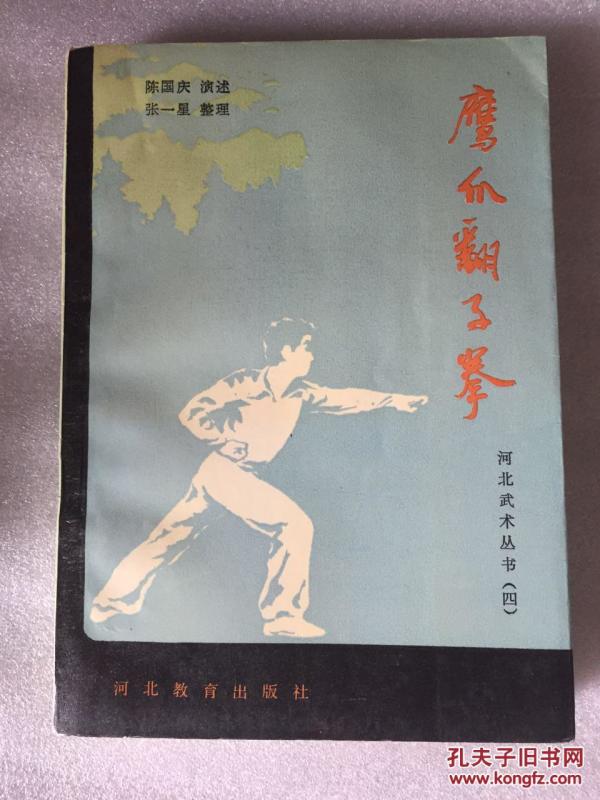 陈国庆 演述
张一星 整理
鹰爪翻子拳
河北武术丛书(四)
河北教育出版社
孔夫子旧书网
www.kongfz.com